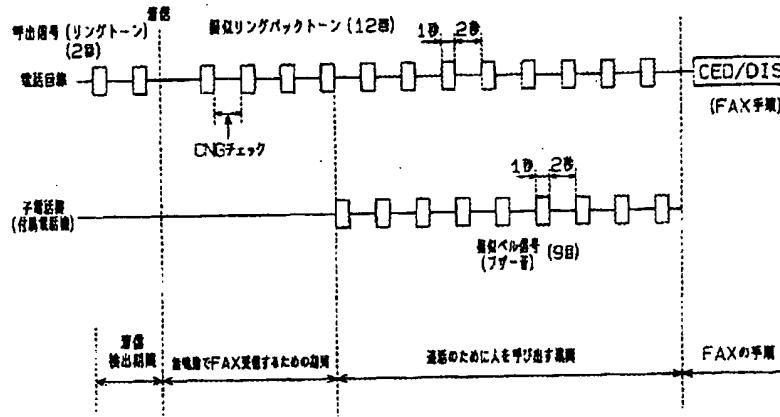 着信
呼出信号(リングトーン)
(2回)
擬似リングバックトーン(12回)
1秒 2秒
電話回線
CED/DIS
(FAX手順)
CNGチェック
1秒 2秒
子電話機
(付属電話機)
擬似ベル信号
(ブザー音)
(9回)
着信
検出期間
無鳴動でFAX受信するための期間
通話のために人を呼び出す期間
FAXの手順